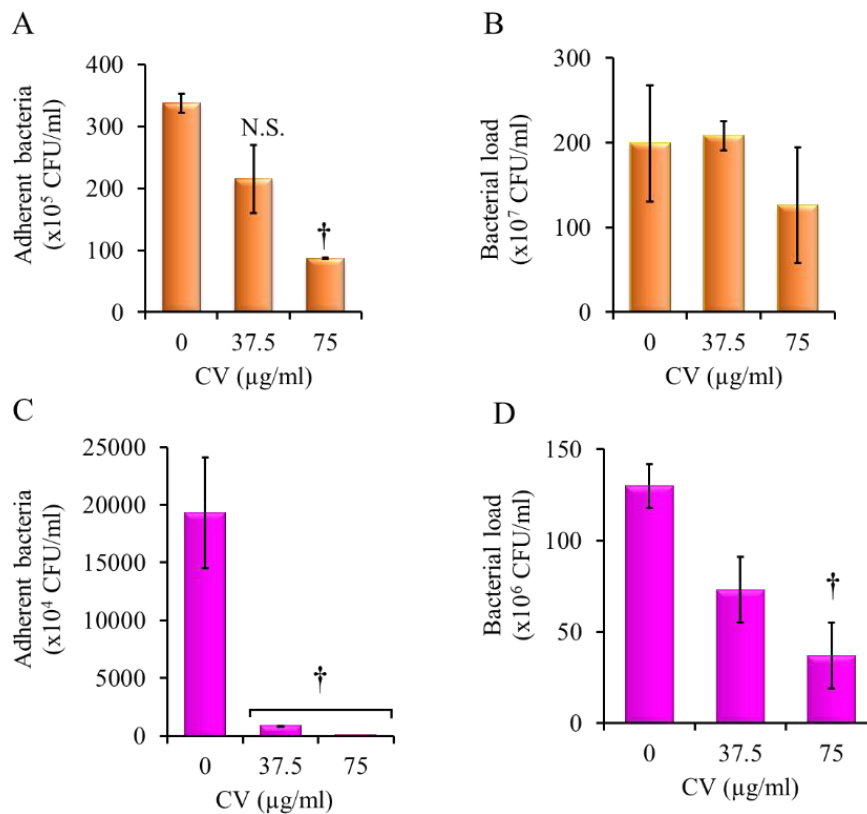 A
Adherent bacteria
(x10⁵ CFU/ml)
400
300
200
100
0
N.S.
†
0 37.5 75
CV (µg/ml)
B
Bacterial load
(x10⁷ CFU/ml)
300
200
100
0
0 37.5 75
CV (µg/ml)
C
Adherent bacteria
(x10⁴ CFU/ml)
25000
20000
15000
10000
5000
0
†
0 37.5 75
CV (µg/ml)
D
Bacterial load
(x10⁶ CFU/ml)
150
100
50
0
†
0 37.5 75
CV (µg/ml)